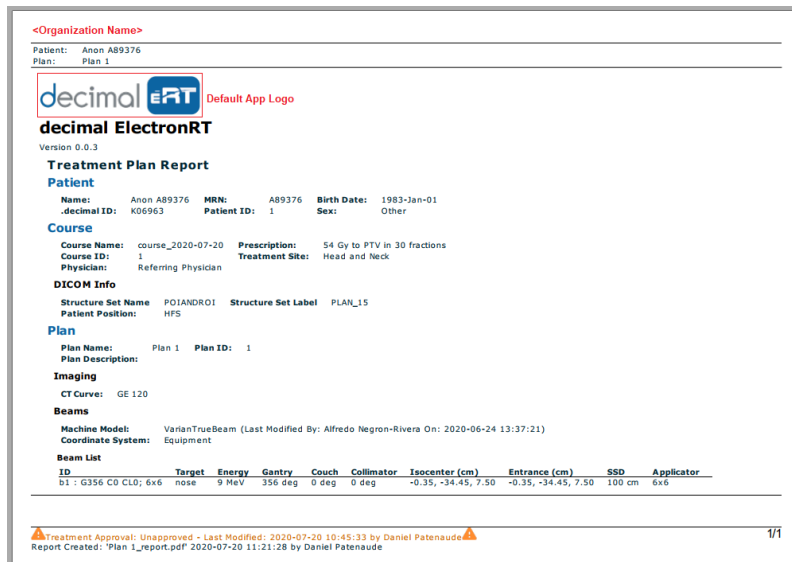 <Organization Name>
Patient: Anon A89376
Plan: Plan 1
decimal ēRT Default App Logo
decimal ElectronRT
Version 0.0.3
Treatment Plan Report
Patient
Name: Anon A89376 MRN: A89376 Birth Date: 1983-Jan-01
.decimal ID: K06963 Patient ID: 1 Sex: Other
Course
Course Name: course_2020-07-20 Prescription: 54 Gy to PTV in 30 fractions
Course ID: 1 Treatment Site: Head and Neck
Physician: Referring Physician
DICOM Info
Structure Set Name POIANDROI Structure Set Label PLAN_15
Patient Position: HFS
Plan
Plan Name: Plan 1 Plan ID: 1
Plan Description:
Imaging
CT Curve: GE 120
Beams
Machine Model: VarianTrueBeam (Last Modified By: Alfredo Negron-Rivera On: 2020-06-24 13:37:21)
Coordinate System: Equipment
Beam List
ID Target Energy Gantry Couch Collimator Isocenter (cm) Entrance (cm) SSD Applicator
b1 : G356 C0 CL0; 6x6 nose 9 MeV 356 deg 0 deg 0 deg -0.35, -34.45, 7.50 -0.35, -34.45, 7.50 100 cm 6x6
Treatment Approval: Unapproved - Last Modified: 2020-07-20 10:45:33 by Daniel Patenaude 1/1
Report Created: 'Plan 1_report.pdf' 2020-07-20 11:21:28 by Daniel Patenaude